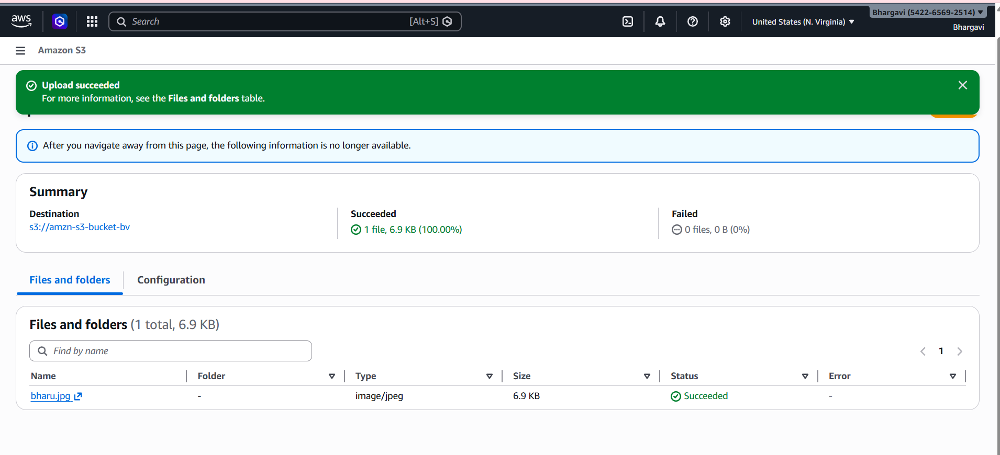 aws
Search
[Alt+S]
United States (N. Virginia)
Bhargavi (5422-6569-2514)
Bhargavi
Amazon S3
Upload succeeded
For more information, see the Files and folders table.
After you navigate away from this page, the following information is no longer available.
Summary
Destination
s3://amzn-s3-bucket-bv
Succeeded
1 file, 6.9 KB (100.00%)
Failed
0 files, 0 B (0%)
Files and folders
Configuration
Files and folders (1 total, 6.9 KB)
Find by name
1
Name Folder Type Size Status Error
bharu.jpg - image/jpeg 6.9 KB Succeeded -